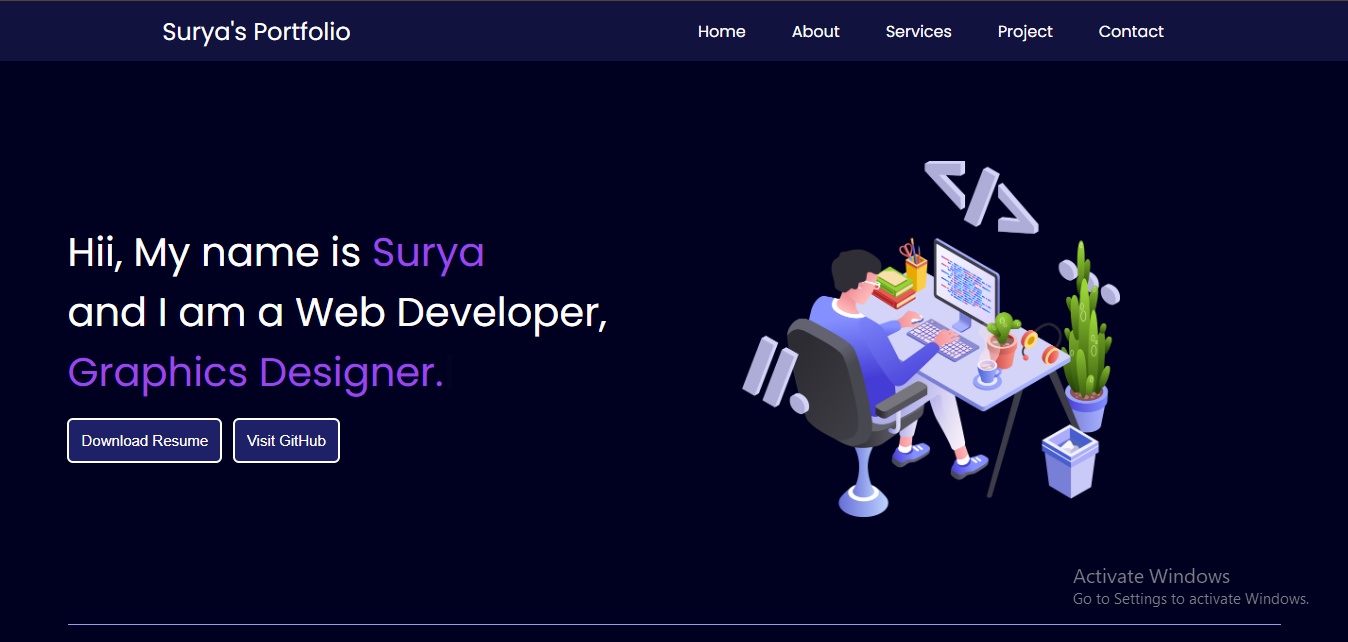 Surya's Portfolio
Home About Services Project Contact
Hii, My name is Surya
and I am a Web Developer,
Graphics Designer.
Download Resume Visit GitHub
</>
//
Activate Windows
Go to Settings to activate Windows.